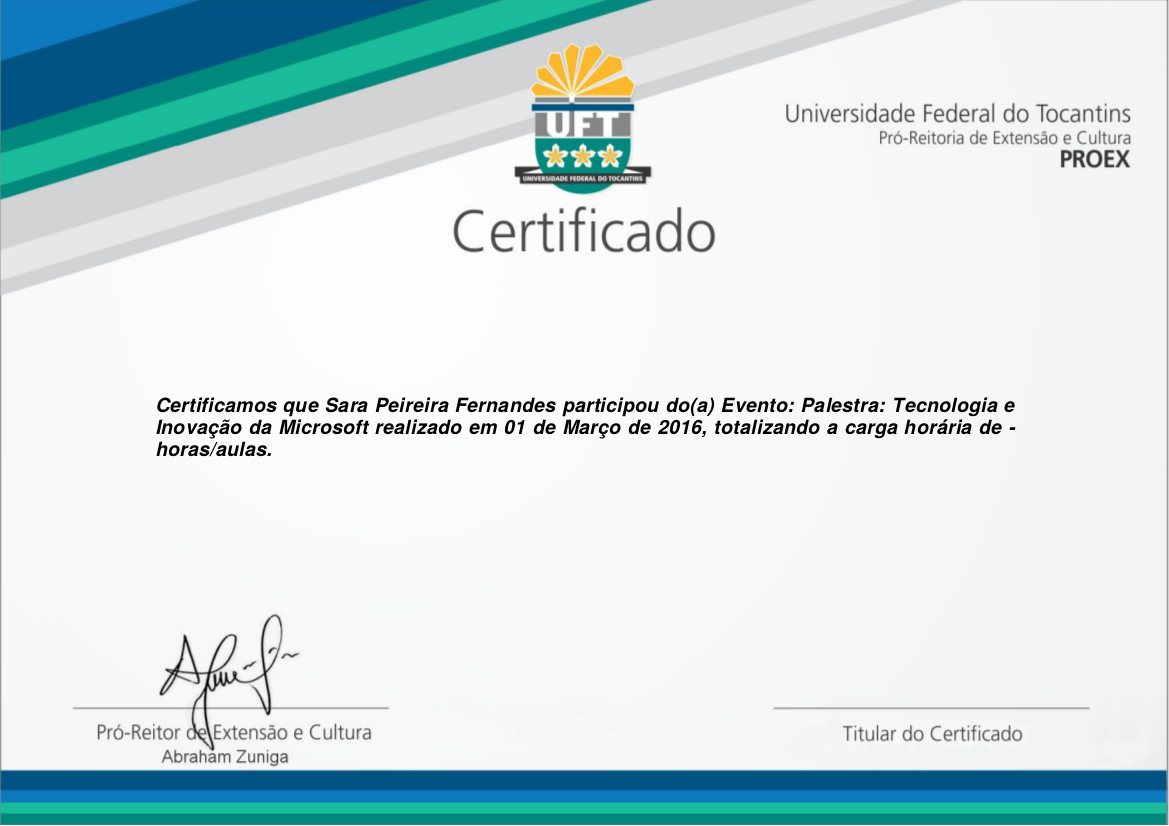 UFT
UNIVERSIDADE FEDERAL DO TOCANTINS
Universidade Federal do Tocantins
Pró-Reitoria de Extensão e Cultura
PROEX
Certificado
Certificamos que Sara Peireira Fernandes participou do(a) Evento: Palestra: Tecnologia e
Inovação da Microsoft realizado em 01 de Março de 2016, totalizando a carga horária de -
horas/aulas.
Pró-Reitor de Extensão e Cultura
Abraham Zuniga
Titular do Certificado